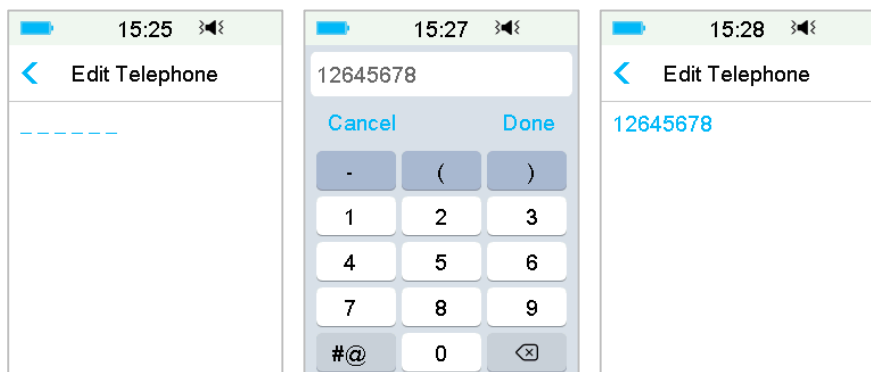 15:25
Edit Telephone
_ _ _ _ _ _
15:27
12645678
Cancel Done
- ( )
1 2 3
4 5 6
7 8 9
#@ 0
15:28
Edit Telephone
12645678